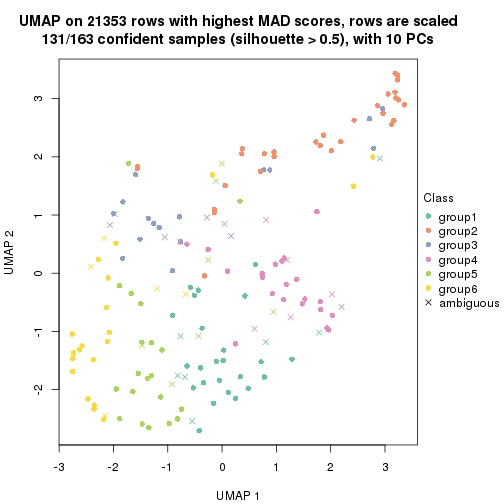 UMAP on 21353 rows with highest MAD scores, rows are scaled
131/163 confident samples (silhouette > 0.5), with 10 PCs
3
2
1
0
-1
-2
UMAP 2
-3
-2
-1
0
1
2
3
UMAP 1
Class
group1
group2
group3
group4
group5
group6
ambiguous